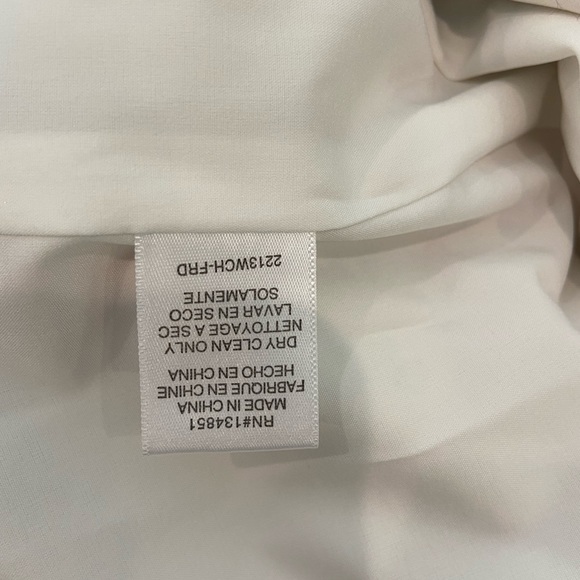 RN#134851
MADE IN CHINA
FABRIQUE EN CHINE
HECHO EN CHINA
DRY CLEAN ONLY
NETTOYAGE A SEC
LAVAR EN SECO
SOLAMENTE
2213WCH-FRD